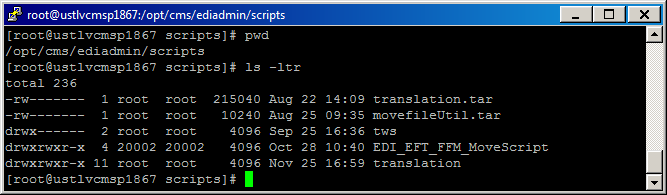 root@ustlvcmsp1867:/opt/cms/ediadmin/scripts
[root@ustlvcmsp1867 scripts]# pwd
/opt/cms/ediadmin/scripts
[root@ustlvcmsp1867 scripts]# ls -ltr
total 236
-rw-------  1 root  root  215040 Aug 22 14:09 translation.tar
-rw-------  1 root  root   10240 Aug 25 09:35 movefileUtil.tar
drwx------  2 root  root    4096 Sep 25 16:36 tws
drwxrwxr-x  4 20002 20002   4096 Oct 28 10:40 EDI_EFT_FFM_MoveScript
drwxrwxr-x 11 root  root    4096 Nov 25 16:59 translation
[root@ustlvcmsp1867 scripts]#